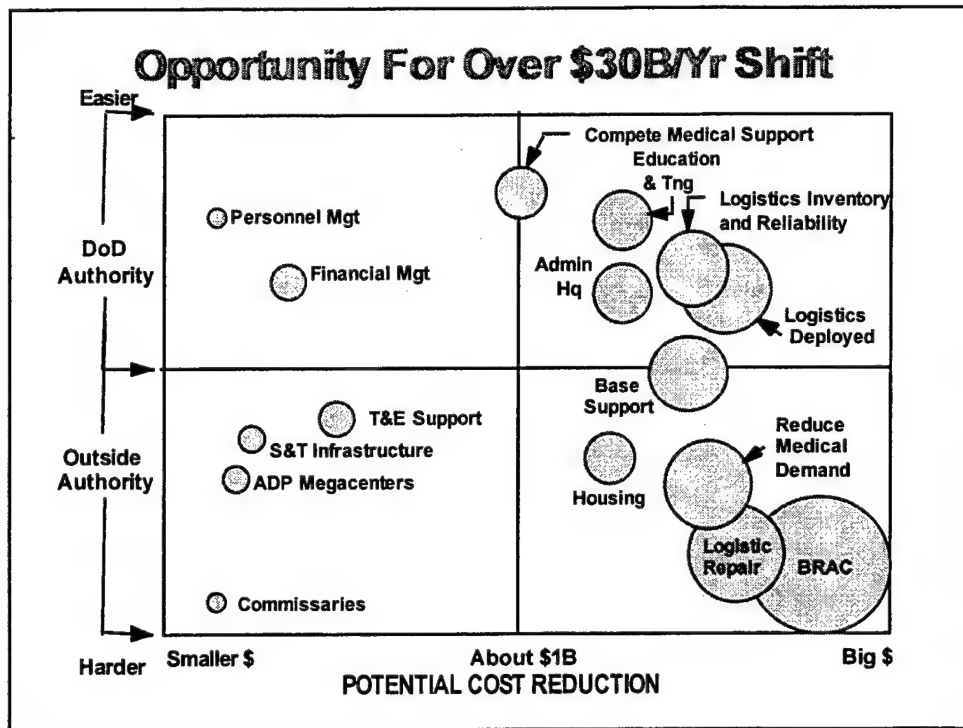 Opportunity For Over $30B/Yr Shift
Easier
Compete Medical Support
Education
& Tng
Logistics Inventory
and Reliability
Personnel Mgt
DoD
Authority
Financial Mgt
Admin
Hq
Logistics
Deployed
Base
Support
T&E Support
S&T Infrastructure
ADP Megacenters
Outside
Authority
Reduce
Medical
Demand
Housing
Logistic
Repair
BRAC
Commissaries
Harder
Smaller $
About $1B
Big $
POTENTIAL COST REDUCTION